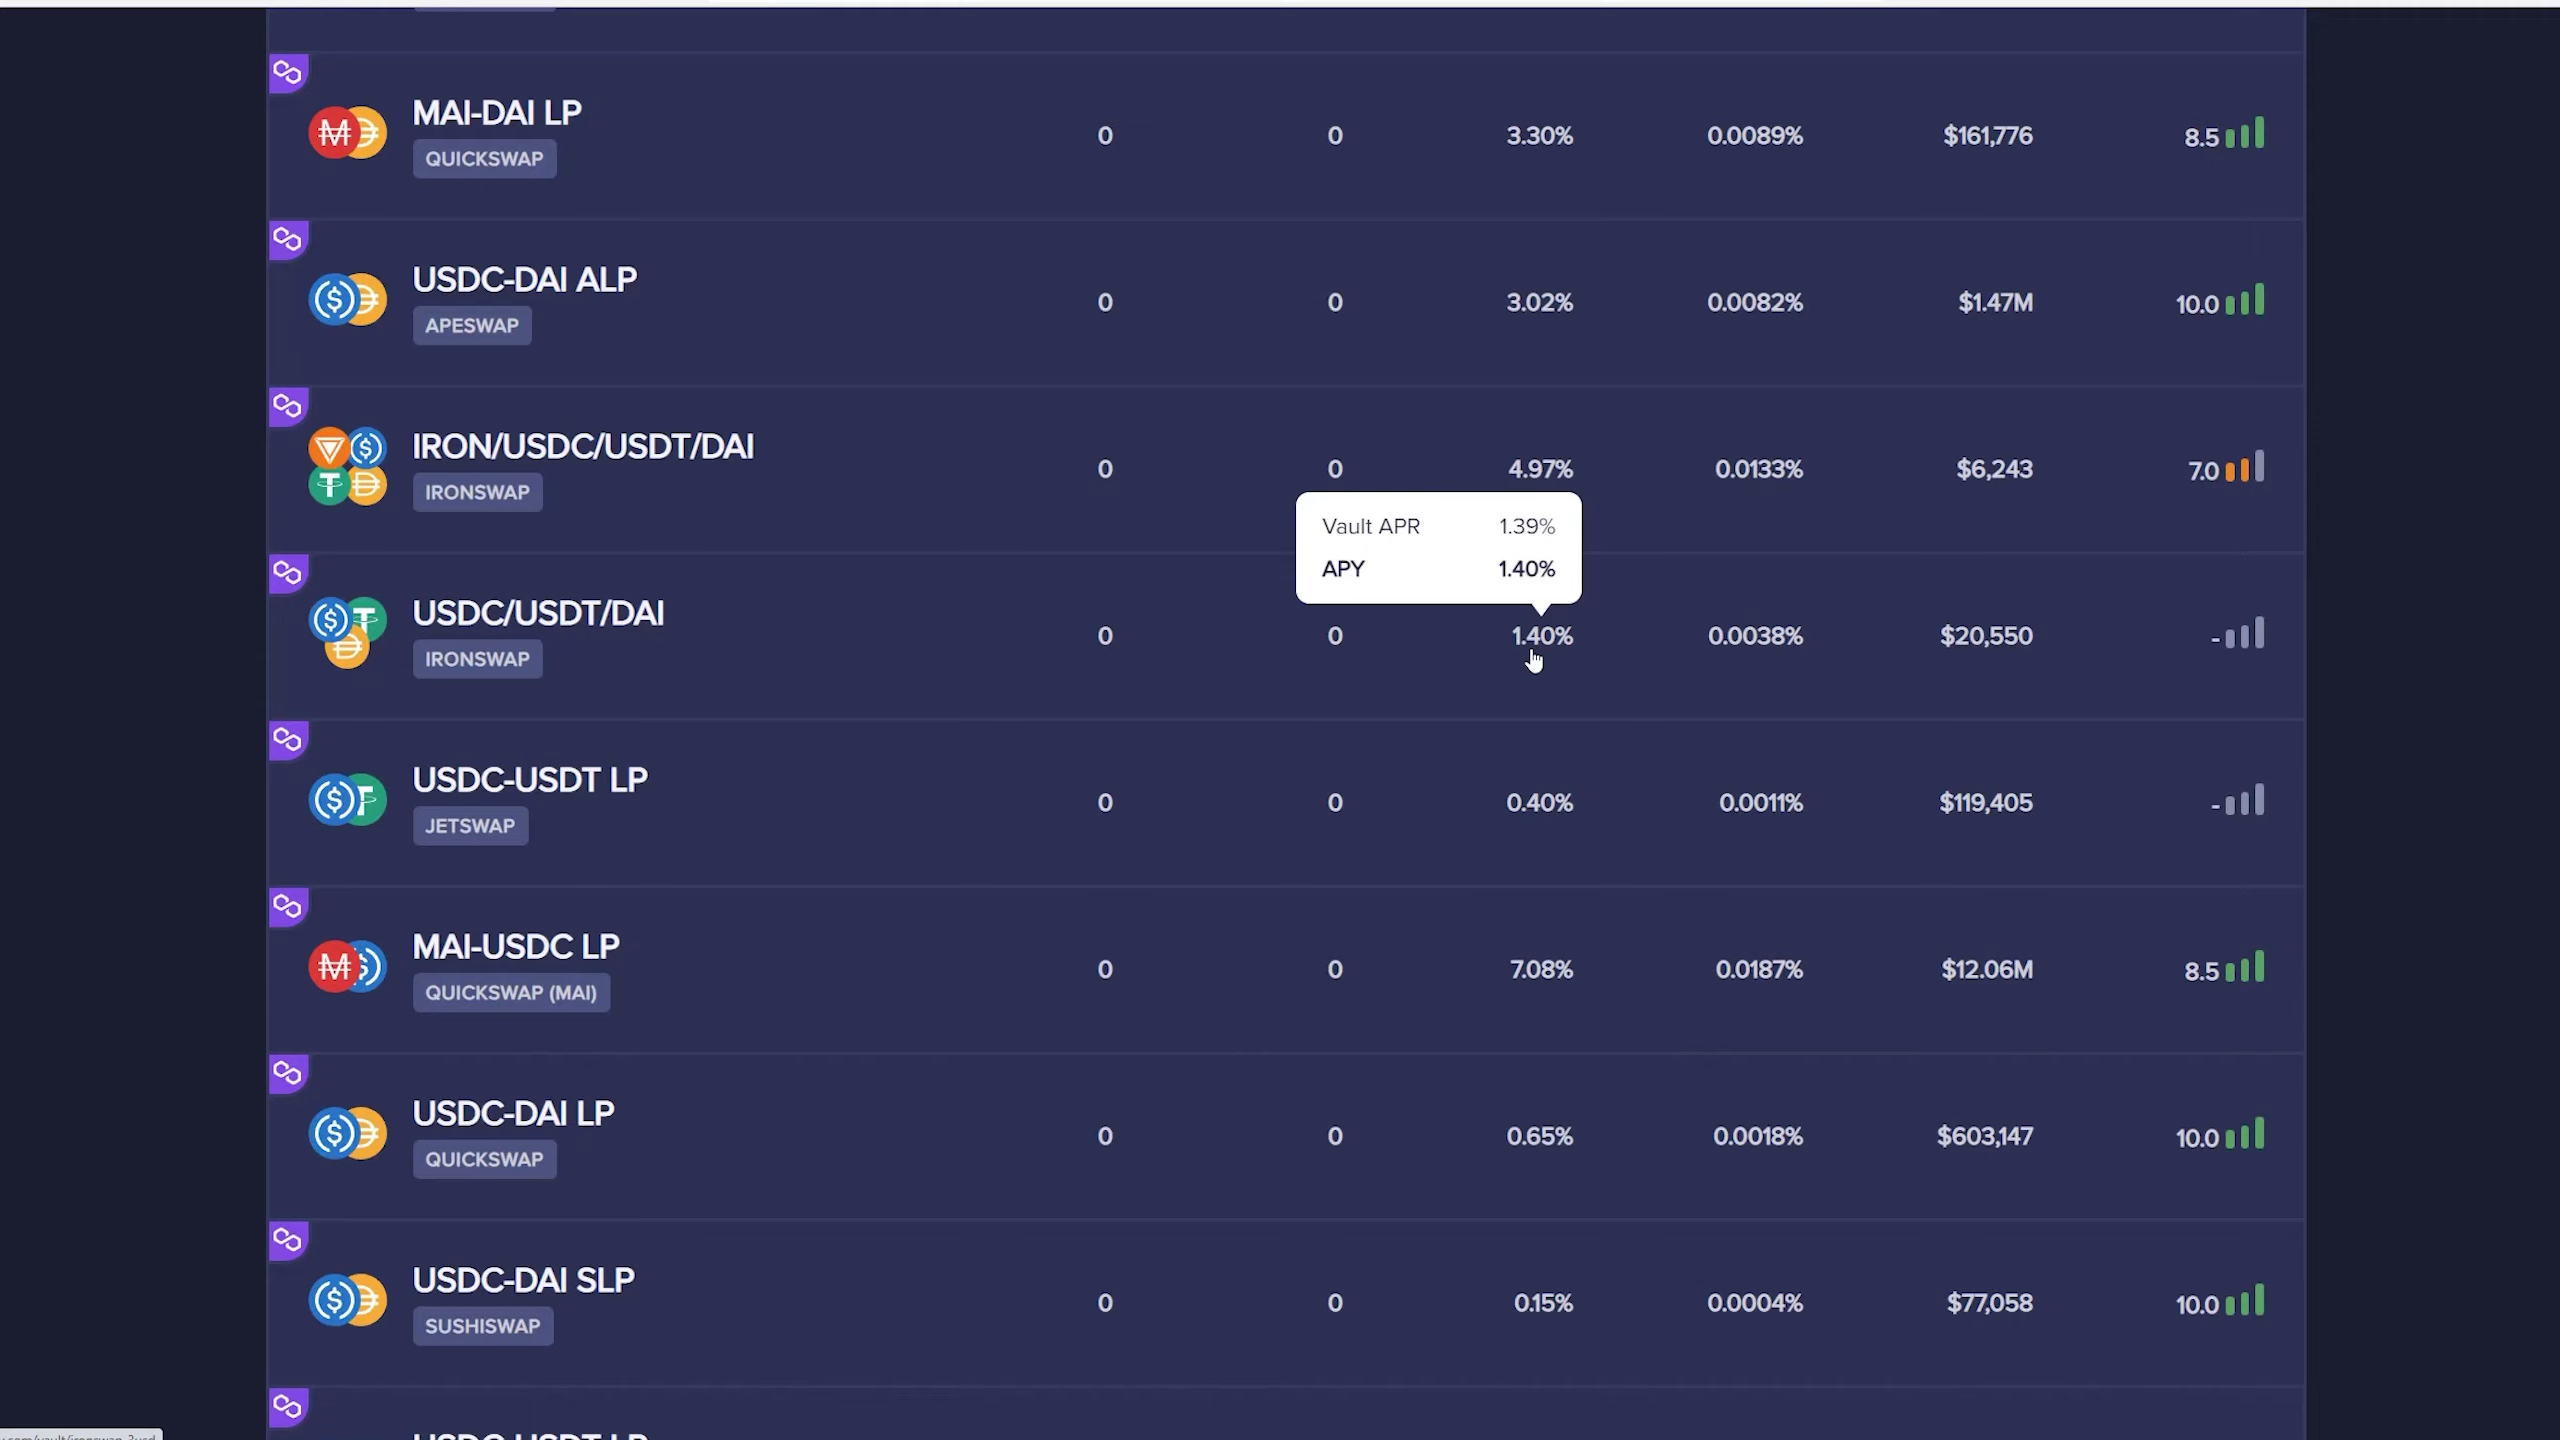 MAI-DAI LP
QUICKSWAP
0 0 3.30% 0.0089% $161,776 8.5
USDC-DAI ALP
APESWAP
0 0 3.02% 0.0082% $1.47M 10.0
IRON/USDC/USDT/DAI
IRONSWAP
0 0 4.97% 0.0133% $6,243 7.0
Vault APR 1.39%
APY 1.40%
USDC/USDT/DAI
IRONSWAP
0 0 1.40% 0.0038% $20,550 -
USDC-USDT LP
JETSWAP
0 0 0.40% 0.0011% $119,405 -
MAI-USDC LP
QUICKSWAP (MAI)
0 0 7.08% 0.0187% $12.06M 8.5
USDC-DAI LP
QUICKSWAP
0 0 0.65% 0.0018% $603,147 10.0
USDC-DAI SLP
SUSHISWAP
0 0 0.15% 0.0004% $77,058 10.0